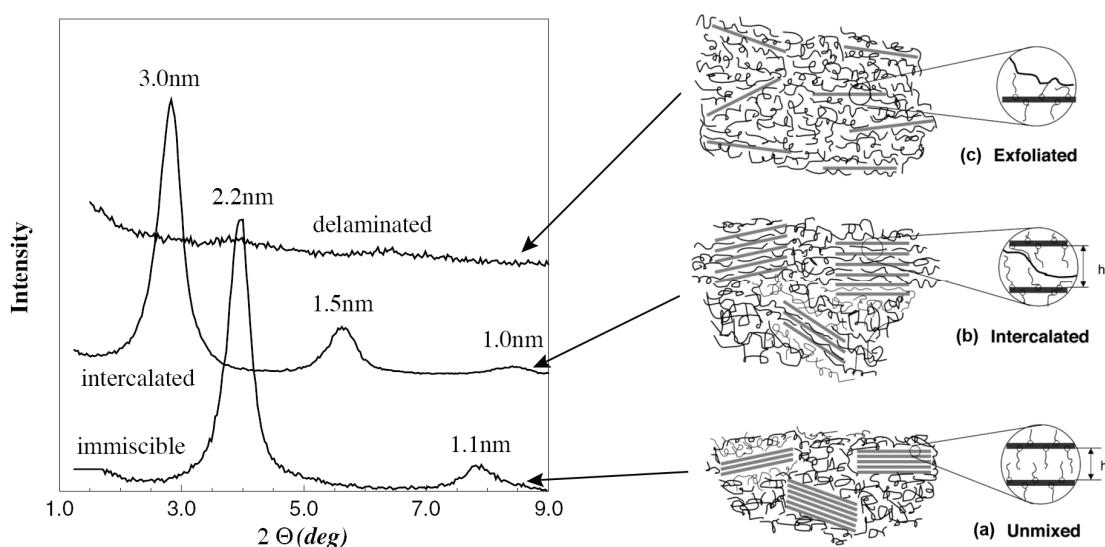 3.0nm
2.2nm
delaminated
1.5nm
1.0nm
intercalated
immiscible
1.1nm
Intensity
1.0
3.0
5.0
7.0
9.0
2 Θ(deg)
(c) Exfoliated
h
(b) Intercalated
h
(a) Unmixed